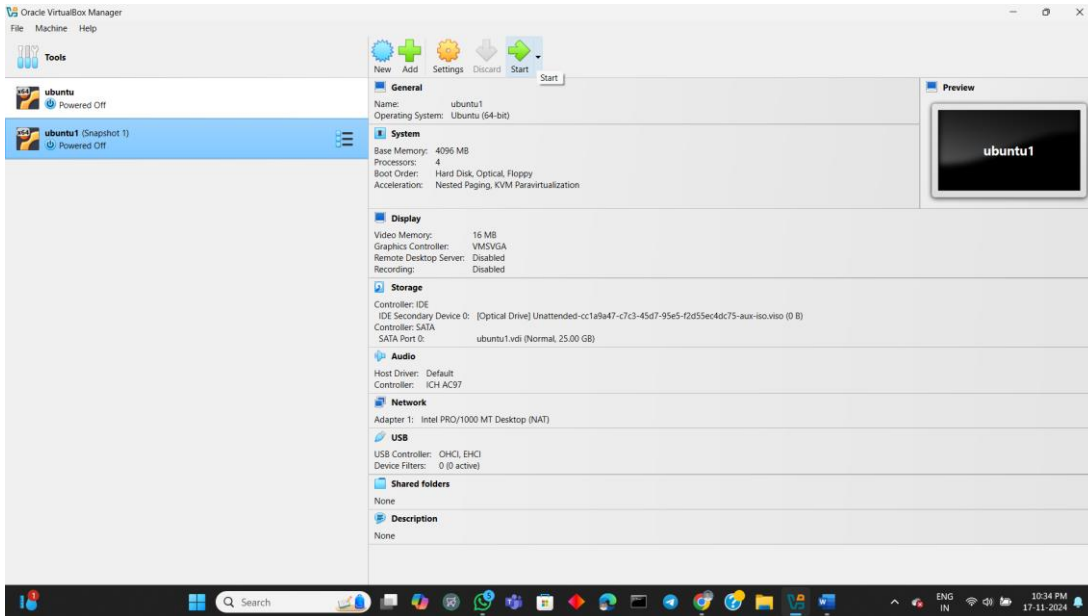 Oracle VirtualBox Manager
File Machine Help
Tools
New Add Settings Discard Start
Start
ubuntu
Powered Off
ubuntu1 (Snapshot 1)
Powered Off
General
Name: ubuntu1
Operating System: Ubuntu (64-bit)
Preview
ubuntu1
System
Base Memory: 4096 MB
Processors: 4
Boot Order: Hard Disk, Optical, Floppy
Acceleration: Nested Paging, KVM Paravirtualization
Display
Video Memory: 16 MB
Graphics Controller: VMSVGA
Remote Desktop Server: Disabled
Recording: Disabled
Storage
Controller: IDE
IDE Secondary Device 0: [Optical Drive] Unattended-cc1a9a47-c7c3-45d7-95e5-f2d55ec4dc75-aux-iso.viso (0 B)
Controller: SATA
SATA Port 0: ubuntu1.vdi (Normal, 25.00 GB)
Audio
Host Driver: Default
Controller: ICH AC97
Network
Adapter 1: Intel PRO/1000 MT Desktop (NAT)
USB
USB Controller: OHCI, EHCI
Device Filters: 0 (0 active)
Shared folders
None
Description
None
Search
ENG
IN
10:34 PM
17-11-2024